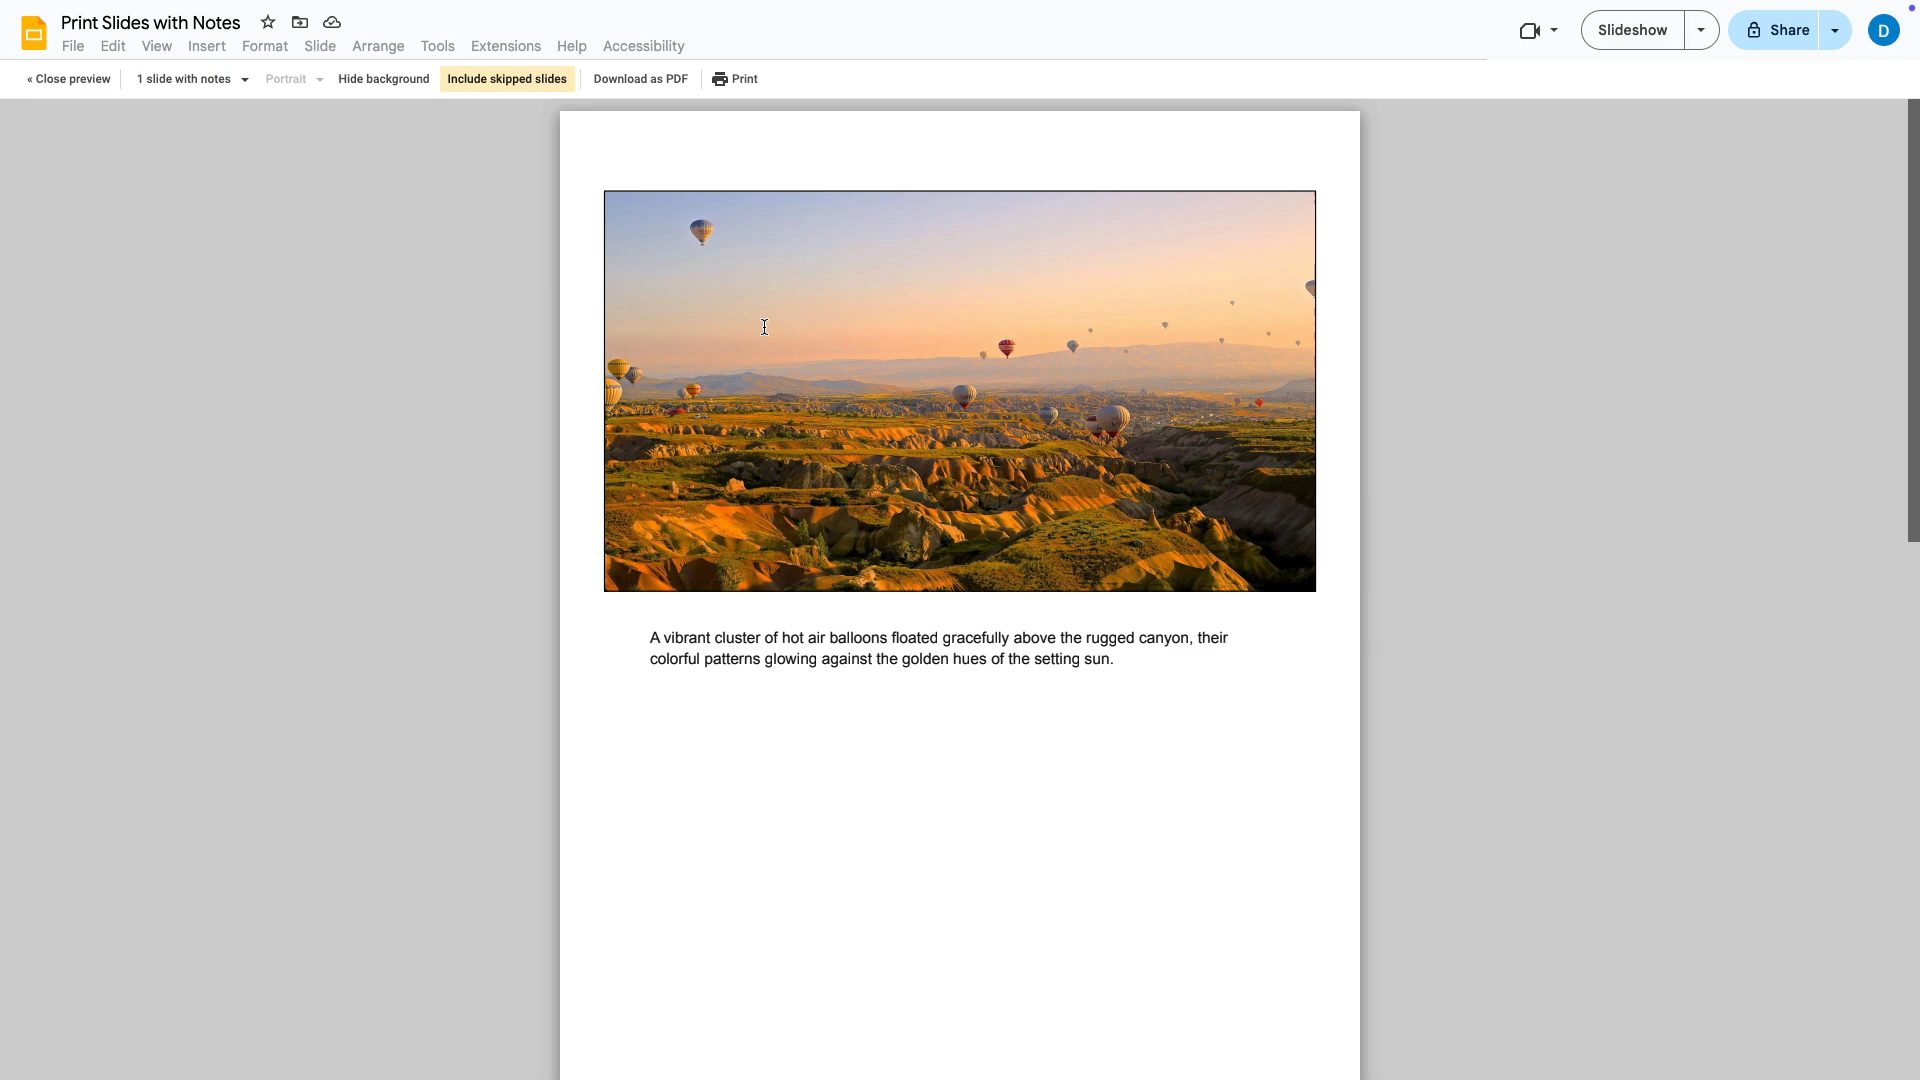 Print Slides with Notes
File Edit View Insert Format Slide Arrange Tools Extensions Help Accessibility
Slideshow
Share
D
« Close preview
1 slide with notes
Portrait
Hide background
Include skipped slides
Download as PDF
Print
A vibrant cluster of hot air balloons floated gracefully above the rugged canyon, their
colorful patterns glowing against the golden hues of the setting sun.